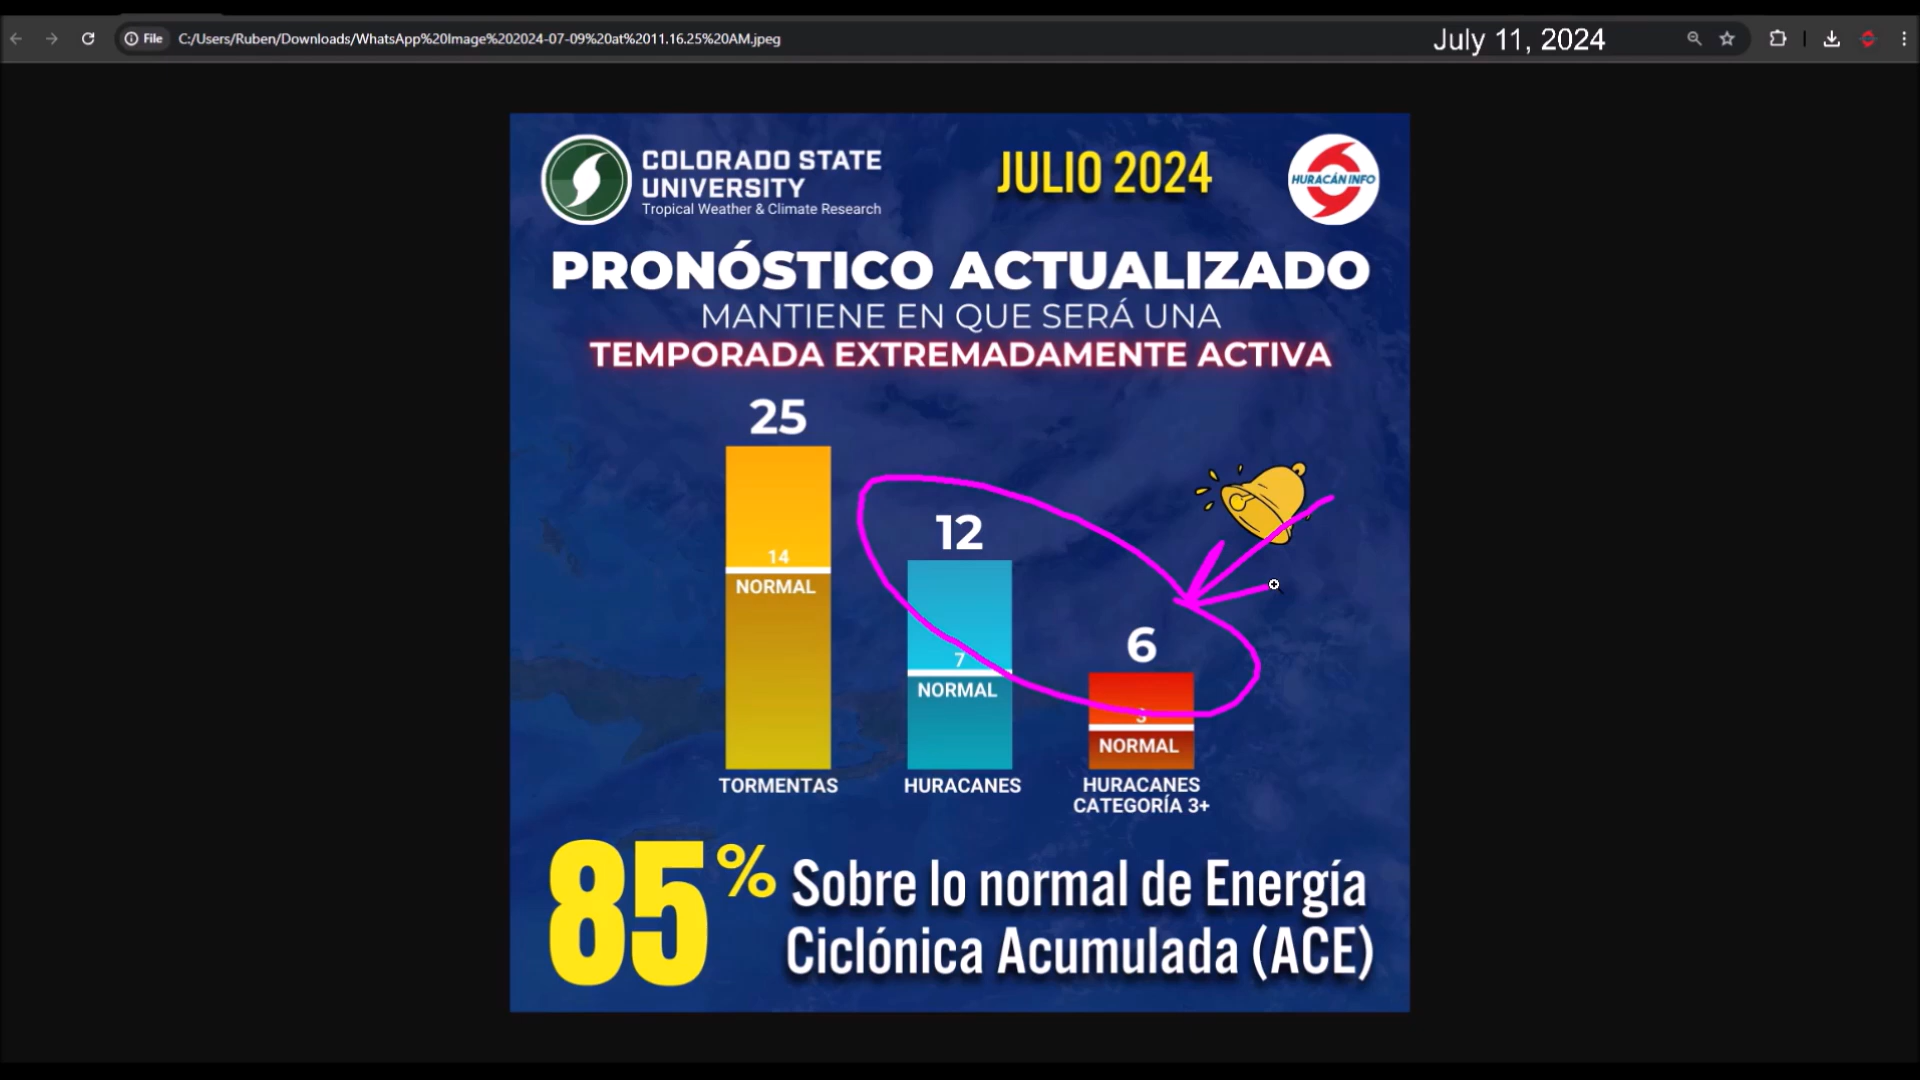 File C:/Users/Ruben/Downloads/WhatsApp%20Image%202024-07-09%20at%2011.16.25%20AM.jpeg
July 11, 2024
COLORADO STATE
UNIVERSITY
Tropical Weather & Climate Research
JULIO 2024
HURACÁN INFO
PRONÓSTICO ACTUALIZADO
MANTIENE EN QUE SERÁ UNA
TEMPORADA EXTREMADAMENTE ACTIVA
25
14
NORMAL
TORMENTAS
12
7
NORMAL
HURACANES
6
3
NORMAL
HURACANES
CATEGORÍA 3+
85% Sobre lo normal de Energía
Ciclónica Acumulada (ACE)